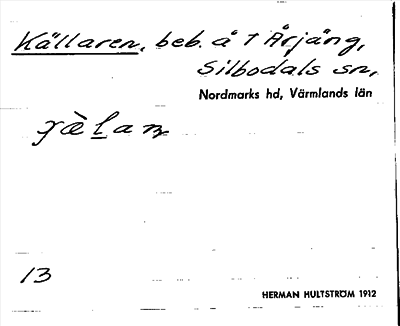 Källaren, beb. å 1 Årjäng,
Silbodals sn,
Nordmarks hd, Värmlands län
13
HERMAN HULTSTRÖM 1912